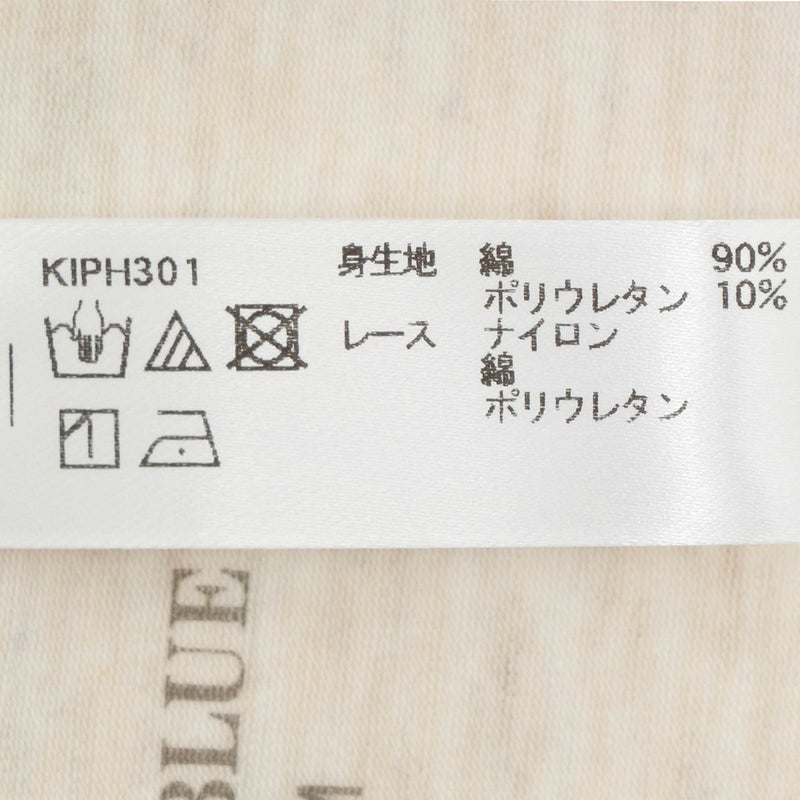 KIPH301
身生地 綿 90%
ポリウレタン 10%
レース ナイロン
綿
ポリウレタン
BLUE